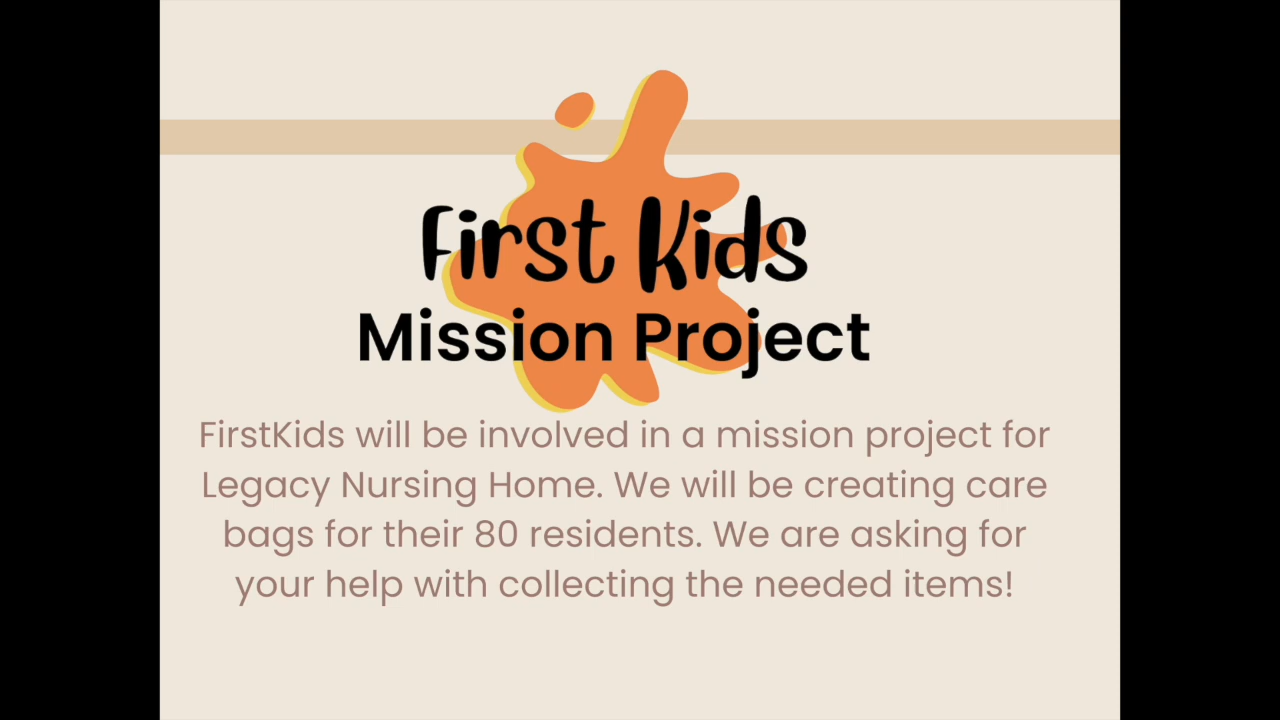 First Kids
Mission Project
FirstKids will be involved in a mission project for
Legacy Nursing Home. We will be creating care
bags for their 80 residents. We are asking for
your help with collecting the needed items!